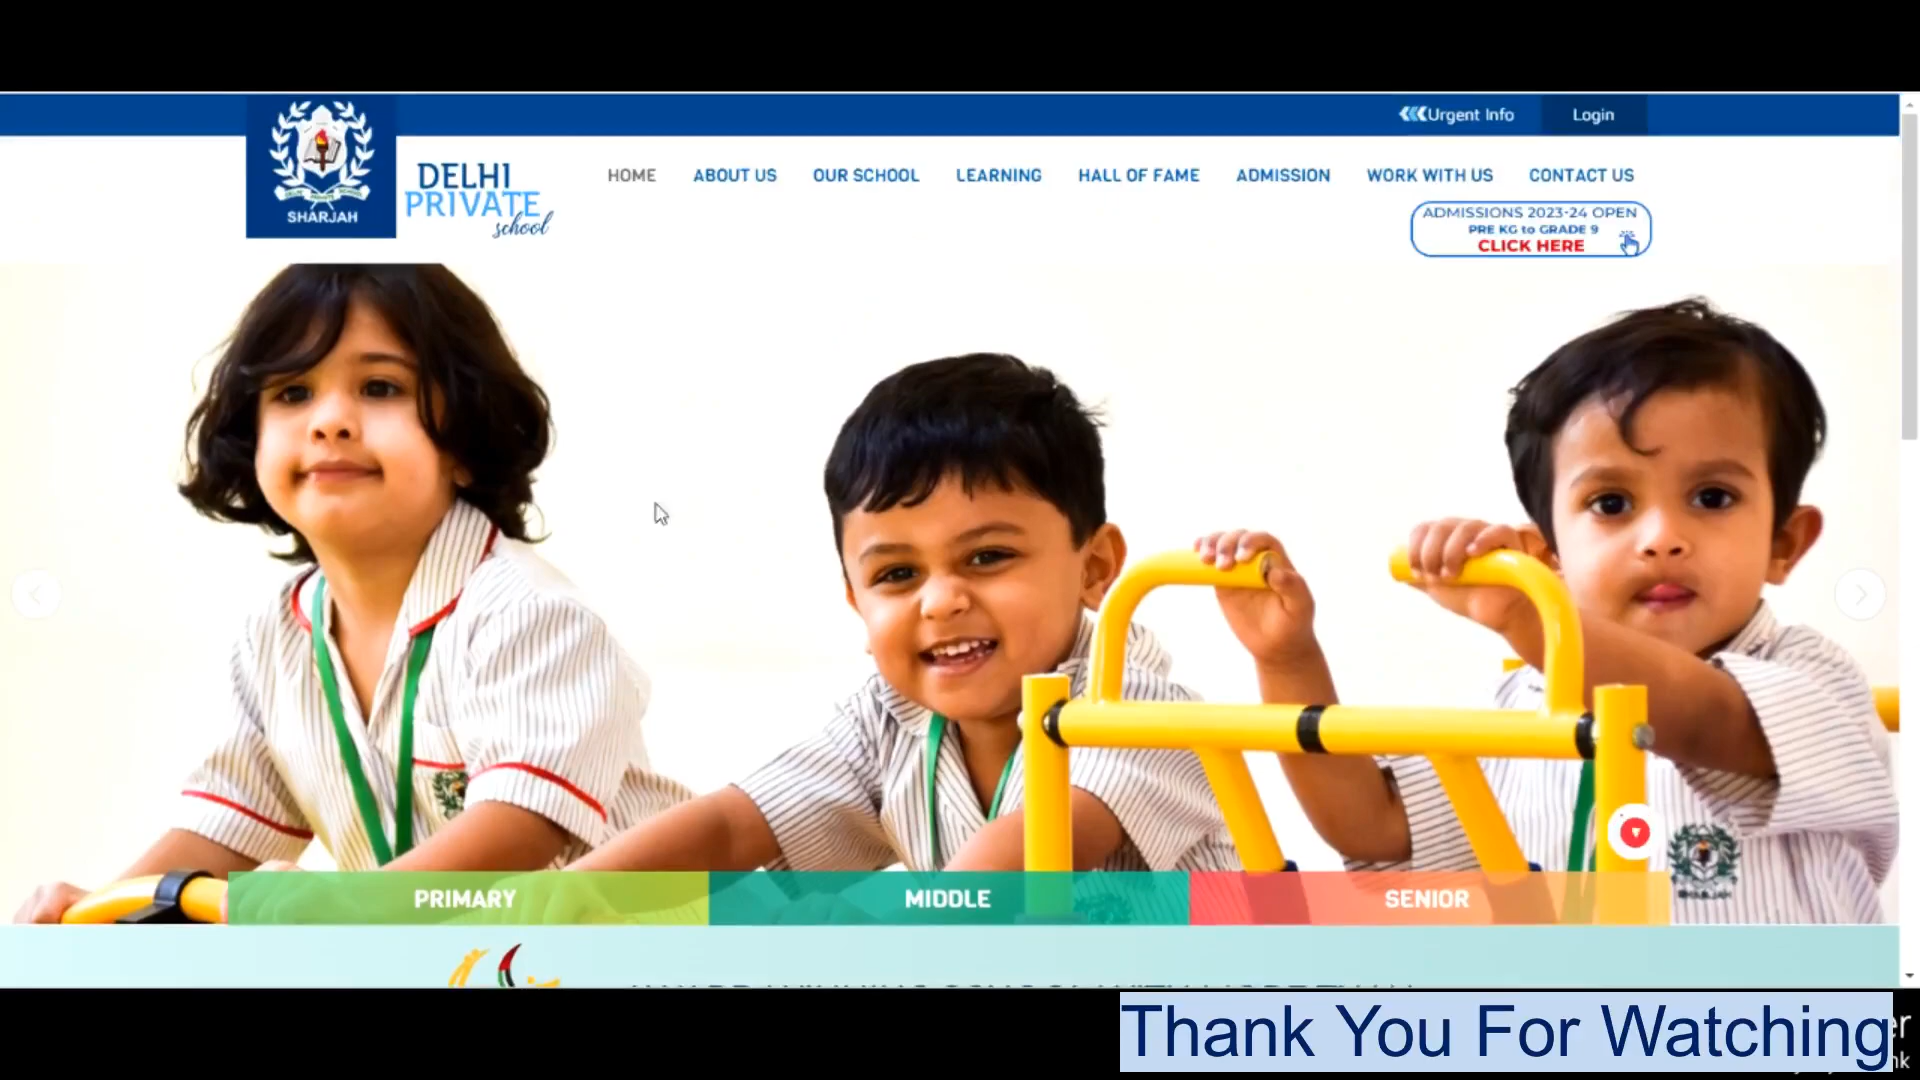 Urgent Info
Login
DELHI
PRIVATE
school
SHARJAH
HOME
ABOUT US
OUR SCHOOL
LEARNING
HALL OF FAME
ADMISSION
WORK WITH US
CONTACT US
ADMISSIONS 2023-24 OPEN
PRE KG to GRADE 9
CLICK HERE
PRIMARY
MIDDLE
SENIOR
Thank You For Watching